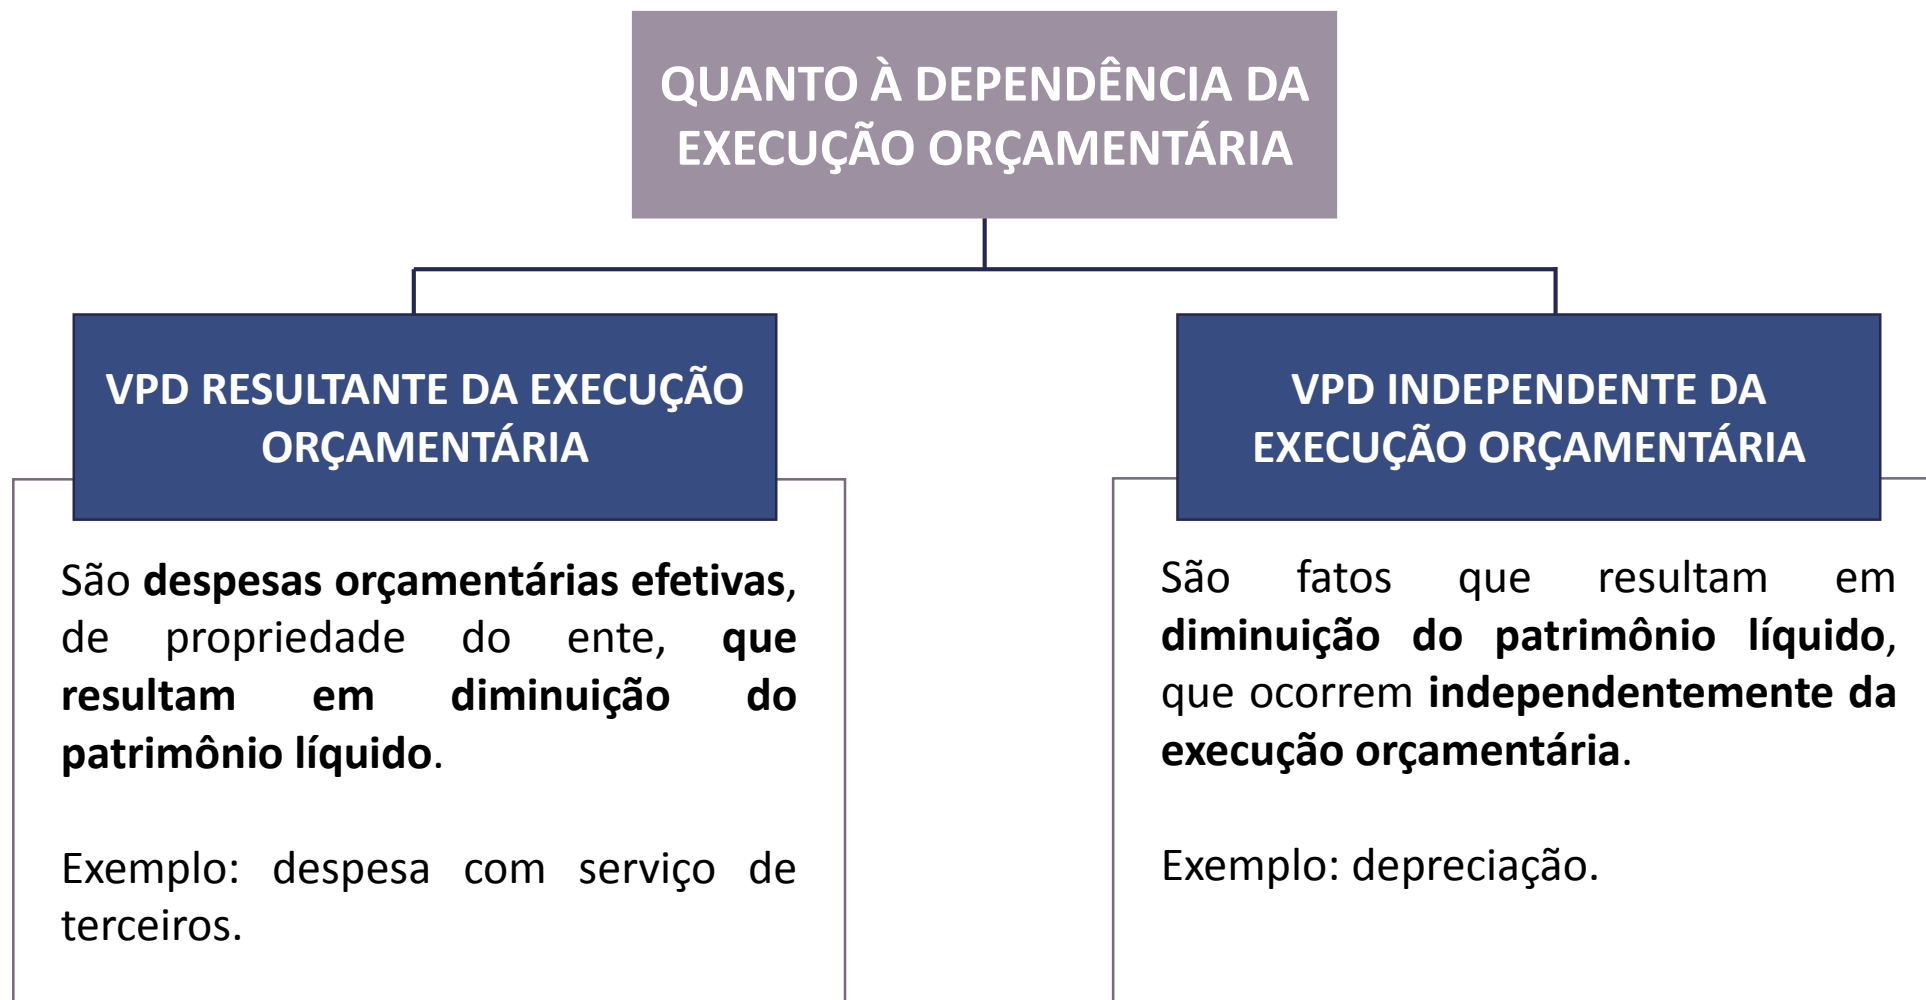 QUANTO À DEPENDÊNCIA DA
EXECUÇÃO ORÇAMENTÁRIA
VPD RESULTANTE DA EXECUÇÃO
ORÇAMENTÁRIA
São despesas orçamentárias efetivas,
de propriedade do ente, que
resultam em diminuição do
patrimônio líquido.
Exemplo: despesa com serviço de
terceiros.
VPD INDEPENDENTE DA
EXECUÇÃO ORÇAMENTÁRIA
São fatos que resultam em
diminuição do patrimônio líquido,
que ocorrem independentemente da
execução orçamentária.
Exemplo: depreciação.